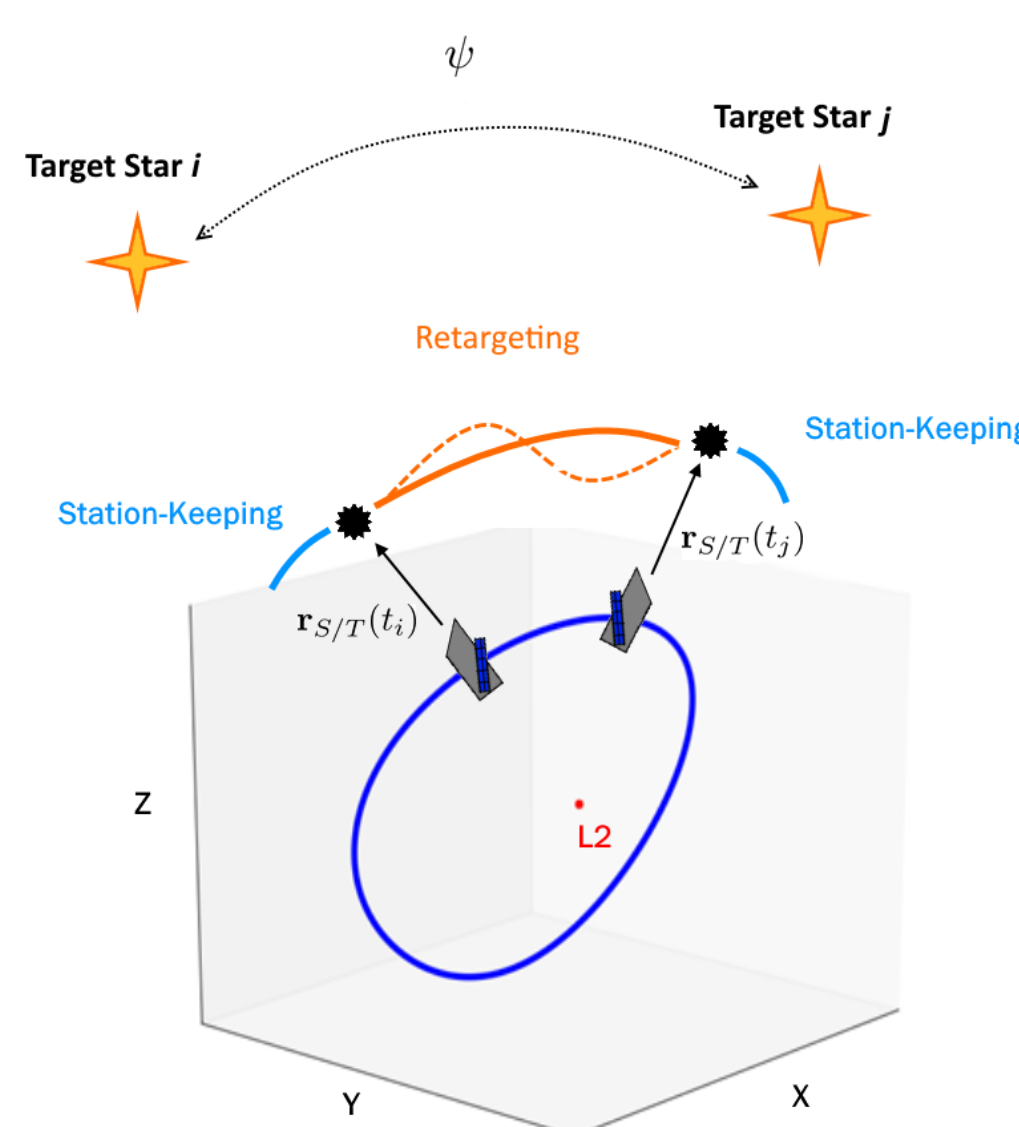 ψ
Target Star j
Target Star i
Retargeting
Station-Keeping
Station-Keeping
r_{S/T}(t_j)
r_{S/T}(t_i)
Z
L2
X
Y